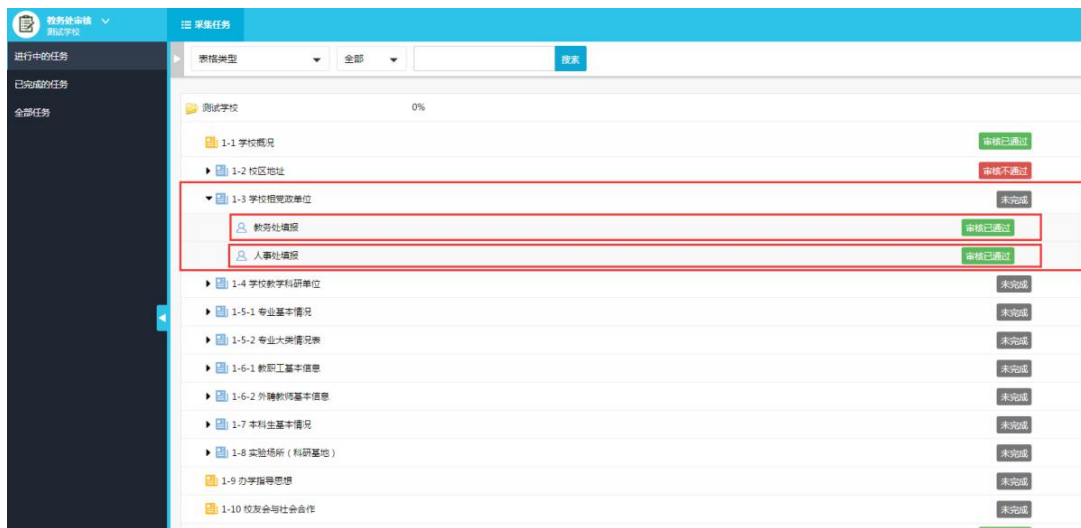 教务处审核
测试学校
采集任务
进行中的任务
已完成的任务
全部任务
表格类型 全部 搜素
测试学校 0%
1-1 学校概况 审核已通过
1-2 校区地址 审核不通过
1-3 学校相党政单位 未完成
教务处填报 审核已通过
人事处填报 审核已通过
1-4 学校教学科研单位 未完成
1-5-1 专业基本情况 未完成
1-5-2 专业大类情况表 未完成
1-6-1 教职工基本信息 未完成
1-6-2 外聘教师基本信息 未完成
1-7 本科生基本情况 未完成
1-8 实验场所（科研基地） 未完成
1-9 办学指导思想 未完成
1-10 校友会与社会合作 未完成